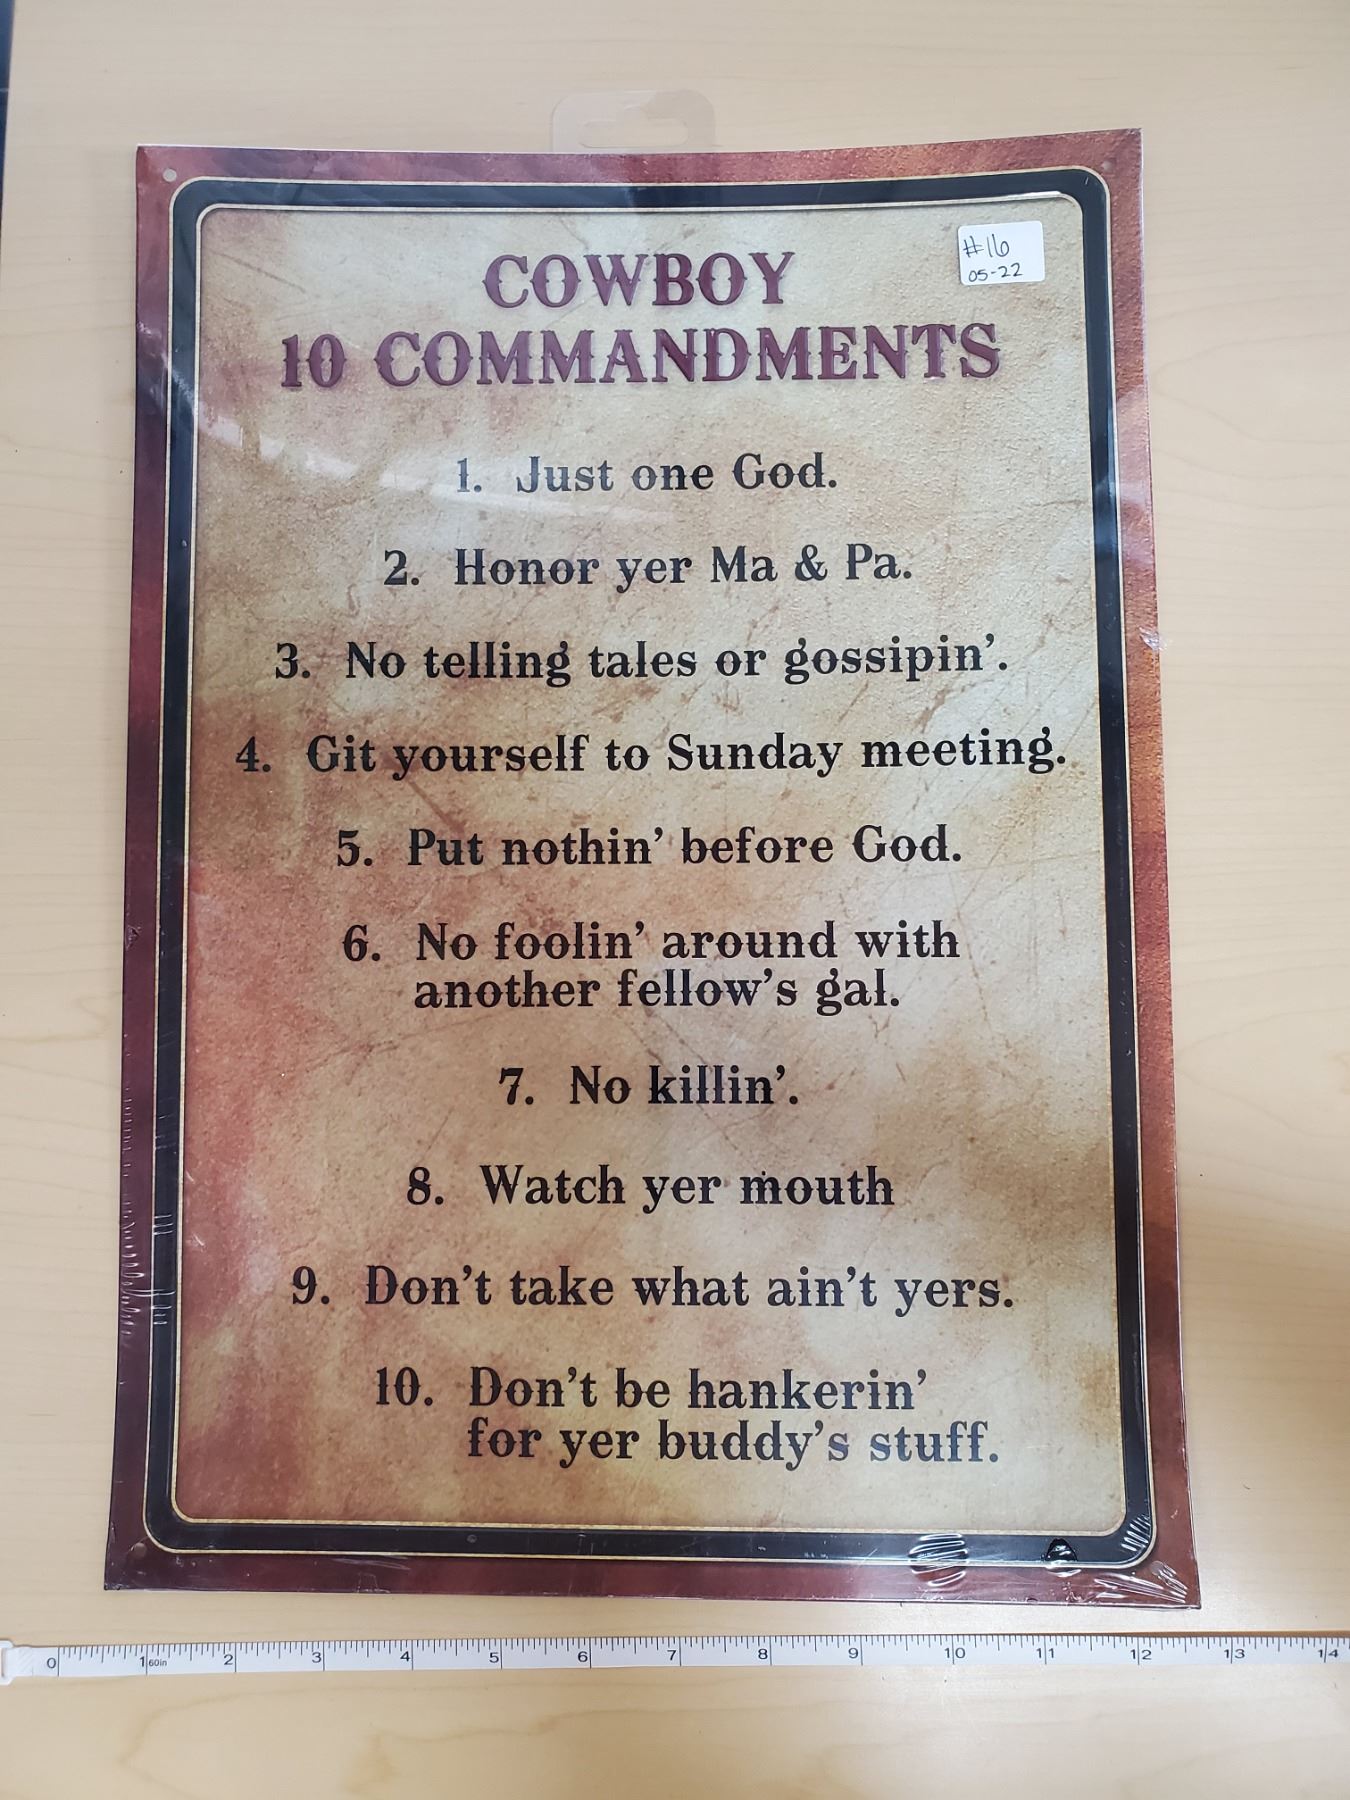 #16
05-22
COWBOY
10 COMMANDMENTS
1. Just one God.
2. Honor yer Ma & Pa.
3. No telling tales or gossipin’.
4. Git yourself to Sunday meeting.
5. Put nothin’ before God.
6. No foolin’ around with
another fellow’s gal.
7. No killin’.
8. Watch yer mouth
9. Don’t take what ain’t yers.
10. Don’t be hankerin’
for yer buddy’s stuff.
0 1 60in 2 3 4 5 6 7 8 9 10 11 12 13 14